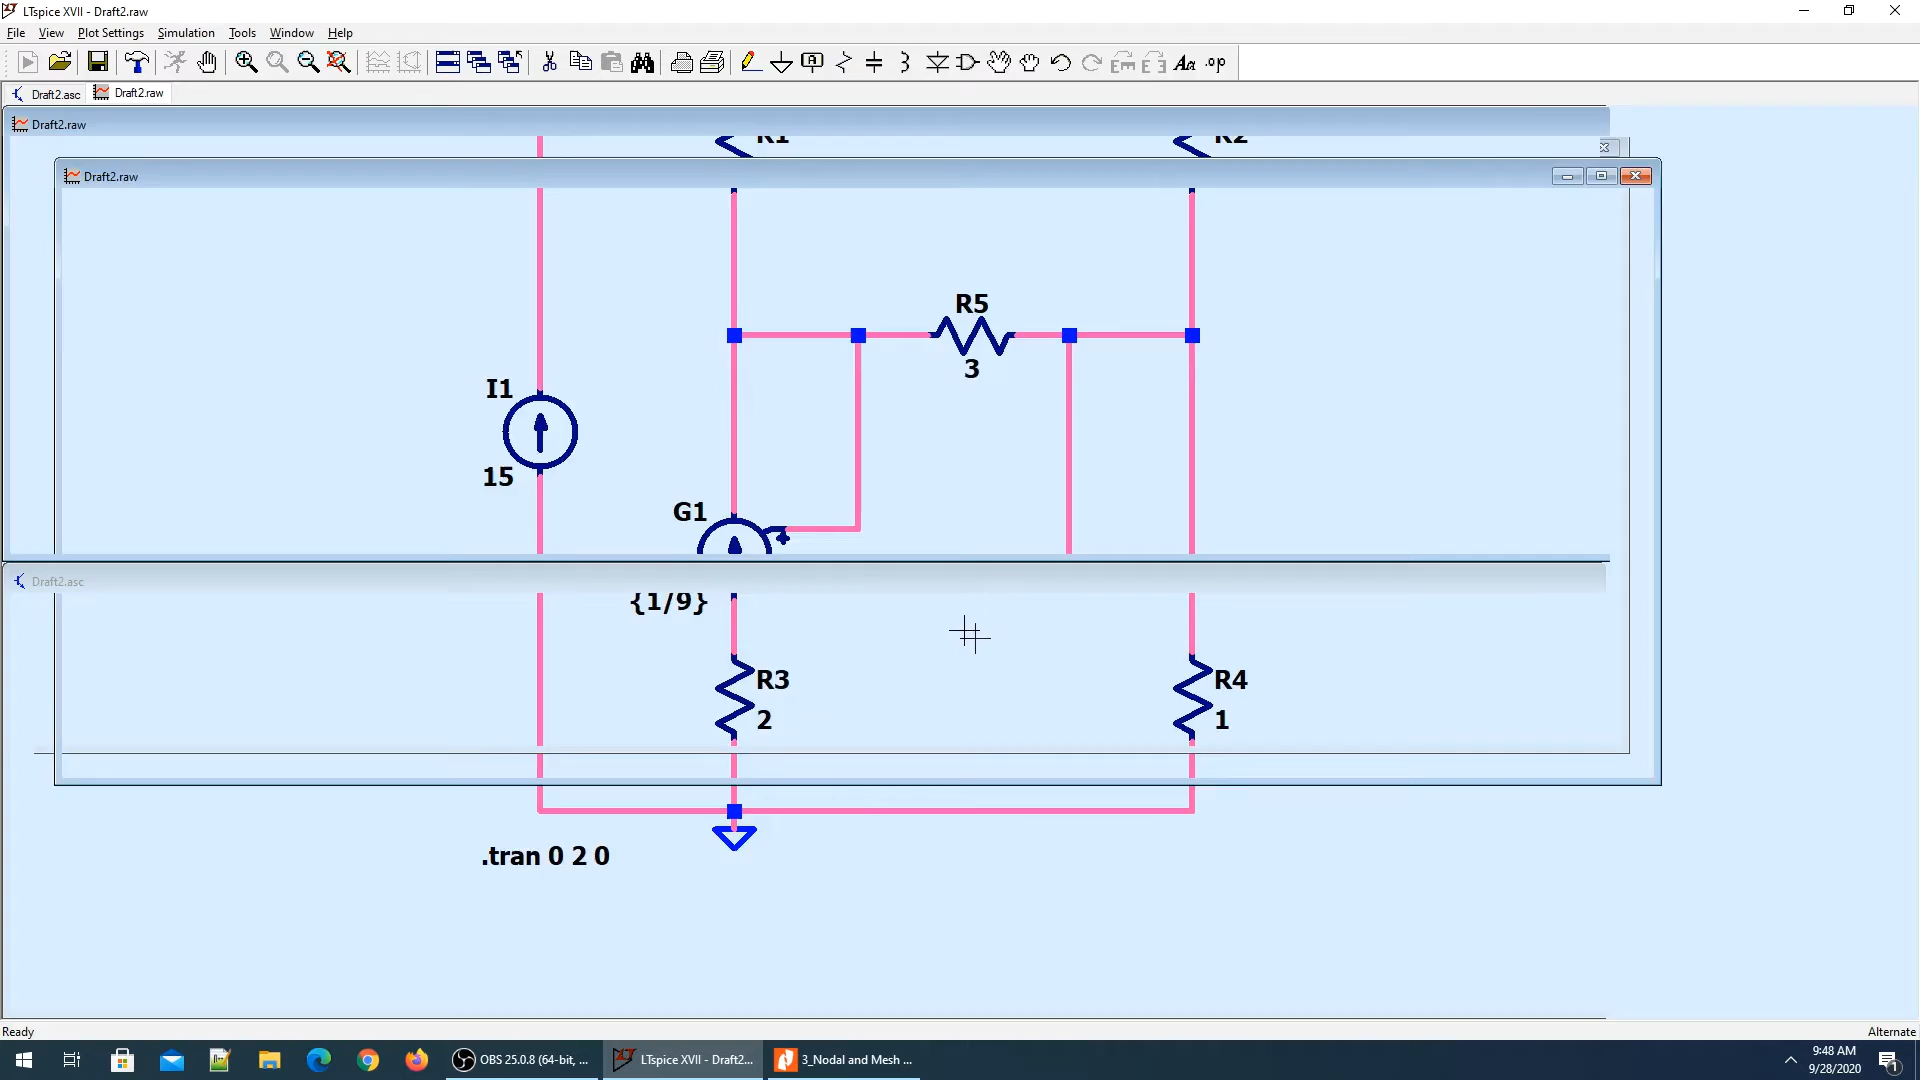 LTspice XVII - Draft2.raw
File View Plot Settings Simulation Tools Window Help
Draft2.asc Draft2.raw
Draft2.raw
R1 R2
Draft2.raw
R5
3
I1
15
G1
Draft2.asc
{1/9}
R3
2
R4
1
.tran 0 2 0
Ready Alternate
OBS 25.0.8 (64-bit, ... LTspice XVII - Draft2... 3_Nodal and Mesh ...
9:48 AM
9/28/2020